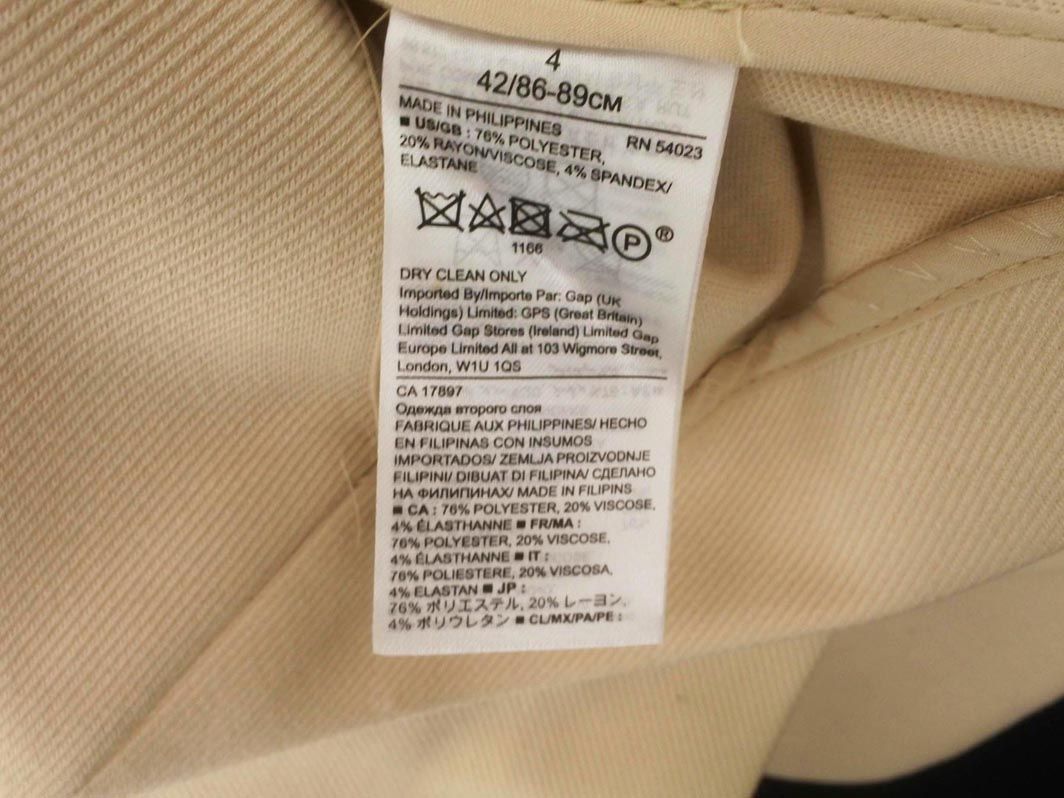 4
42/86-89CM
MADE IN PHILIPPINES RN 54023
■ US/GB : 76% POLYESTER,
20% RAYON/VISCOSE, 4% SPANDEX/
ELASTANE
P ®
1166
DRY CLEAN ONLY
Imported By/Importe Par: Gap (UK
Holdings) Limited: GPS (Great Britain)
Limited Gap Stores (Ireland) Limited Gap
Europe Limited All at 103 Wigmore Street,
London, W1U 1QS
CA 17897
Одежда второго слоя
FABRIQUE AUX PHILIPPINES/ HECHO
EN FILIPINAS CON INSUMOS
IMPORTADOS/ ZEMLJA PROIZVODNJE
FILIPINI/ DIBUAT DI FILIPINA/ СДЕЛАНО
НА ФИЛИПИНАХ/ MADE IN FILIPINS
■ CA : 76% POLYESTER, 20% VISCOSE,
4% ÉLASTHANNE ■ FR/MA :
76% POLYESTER, 20% VISCOSE,
4% ÉLASTHANNE ■ IT :
76% POLIESTERE, 20% VISCOSA,
4% ELASTAN ■ JP :
76% ポリエステル, 20% レーヨン,
4% ポリウレタン ■ CL/MX/PA/PE :